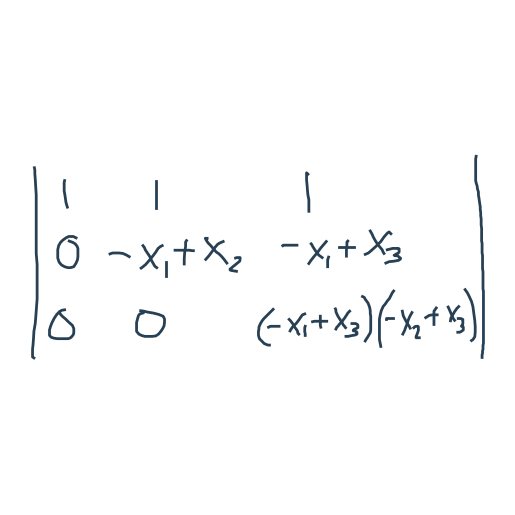 | 1 1 1 |
| 0 -x₁+x₂ -x₁+x₃ |
| 0 0 (-x₁+x₃)(-x₂+x₃) |